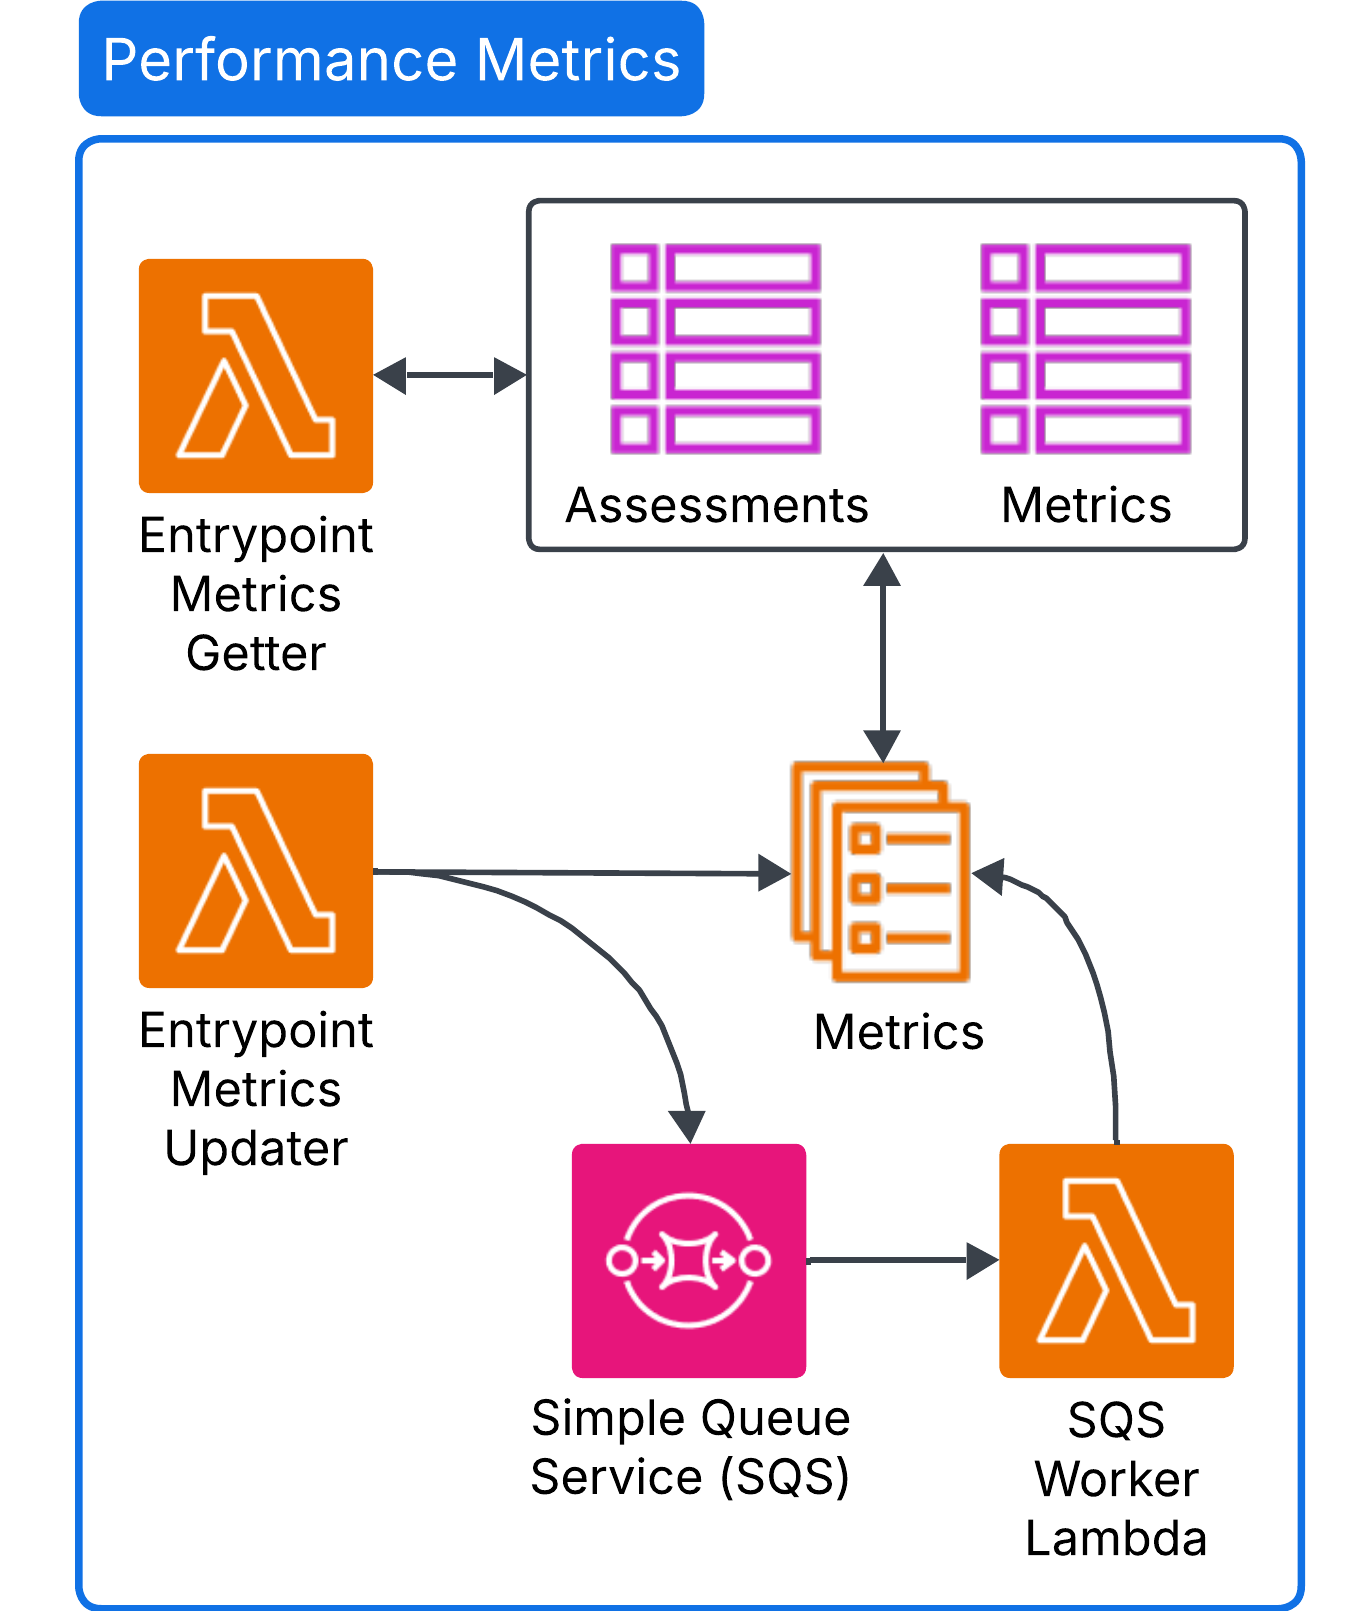 Performance Metrics
Assessments
Metrics
Entrypoint
Metrics
Getter
Entrypoint
Metrics
Updater
Metrics
Simple Queue
Service (SQS)
SQS
Worker
Lambda